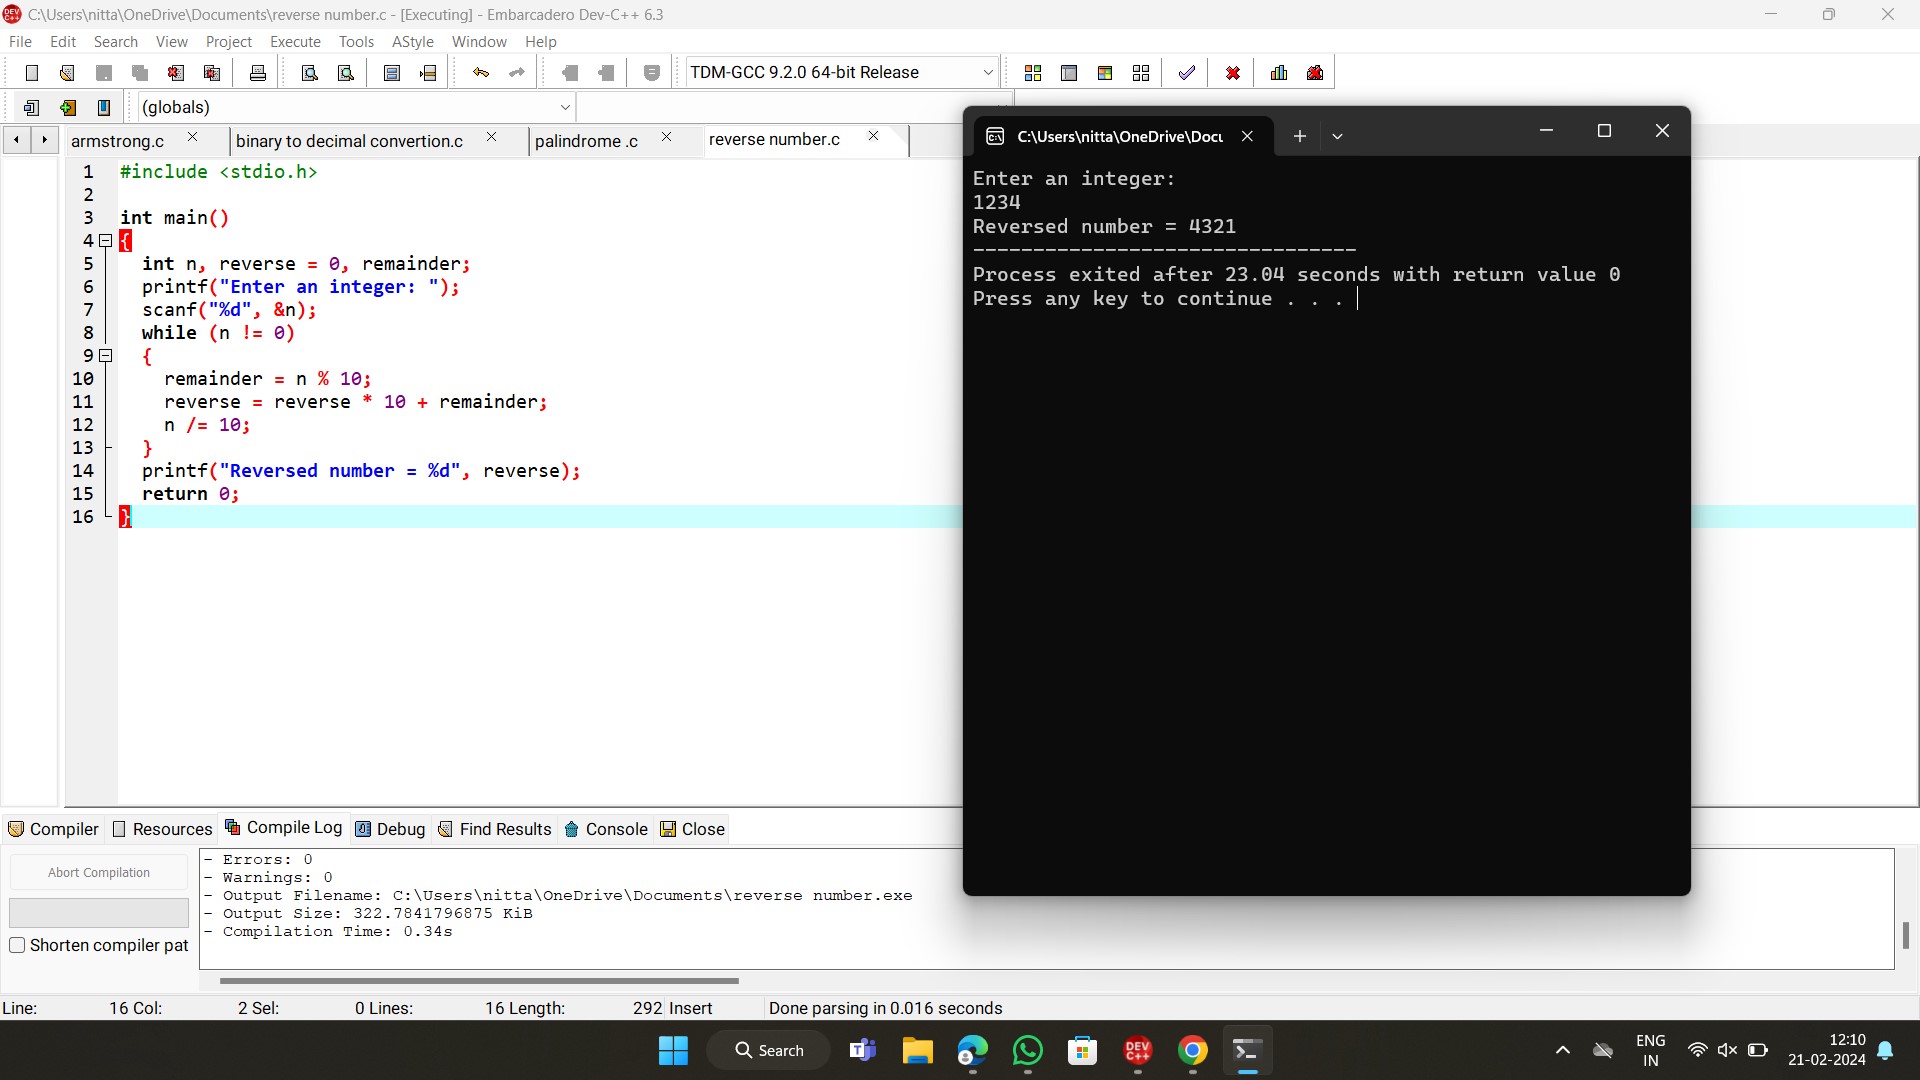 C:\Users\nitta\OneDrive\Documents\reverse number.c - [Executing] - Embarcadero Dev-C++ 6.3
File Edit Search View Project Execute Tools AStyle Window Help
TDM-GCC 9.2.0 64-bit Release
(globals)
armstrong.c binary to decimal convertion.c palindrome .c reverse number.c
1 #include <stdio.h>
2
3 int main()
4 {
5 int n, reverse = 0, remainder;
6 printf("Enter an integer: ");
7 scanf("%d", &n);
8 while (n != 0)
9 {
10 remainder = n % 10;
11 reverse = reverse * 10 + remainder;
12 n /= 10;
13 }
14 printf("Reversed number = %d", reverse);
15 return 0;
16 }
C:\Users\nitta\OneDrive\Docu
Enter an integer:
1234
Reversed number = 4321
--------------------------------
Process exited after 23.04 seconds with return value 0
Press any key to continue . . .
Compiler Resources Compile Log Debug Find Results Console Close
Abort Compilation
Shorten compiler pat
- Errors: 0
- Warnings: 0
- Output Filename: C:\Users\nitta\OneDrive\Documents\reverse number.exe
- Output Size: 322.7841796875 KiB
- Compilation Time: 0.34s
Line: 16 Col: 2 Sel: 0 Lines: 16 Length: 292 Insert Done parsing in 0.016 seconds
Search
DEV C++
ENG
IN
12:10
21-02-2024